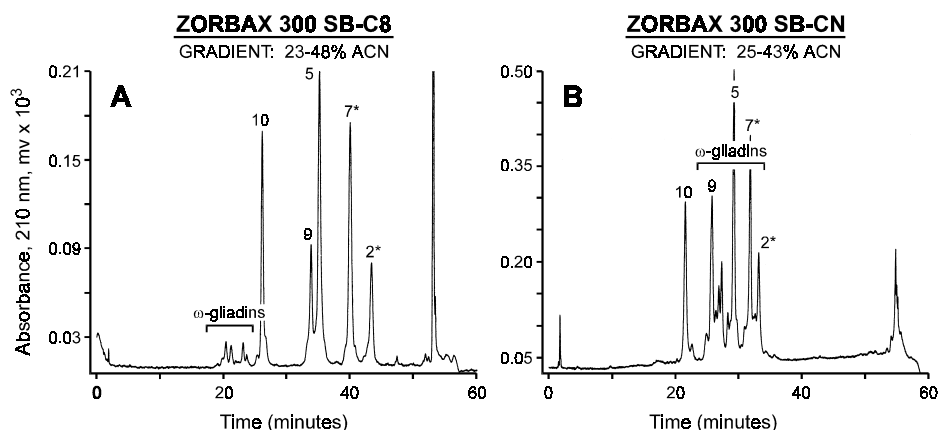 ZORBAX 300 SB-C8
GRADIENT: 23-48% ACN
A
Absorbance, 210 nm, mv x 10³
0.21
0.15
0.09
0.03
ω-gliadins
10
9
5
7*
2*
0
20
40
60
Time (minutes)
ZORBAX 300 SB-CN
GRADIENT: 25-43% ACN
B
0.50
0.35
0.20
0.05
5
7*
ω-gliadins
10
9
2*
0
20
40
60
Time (minutes)